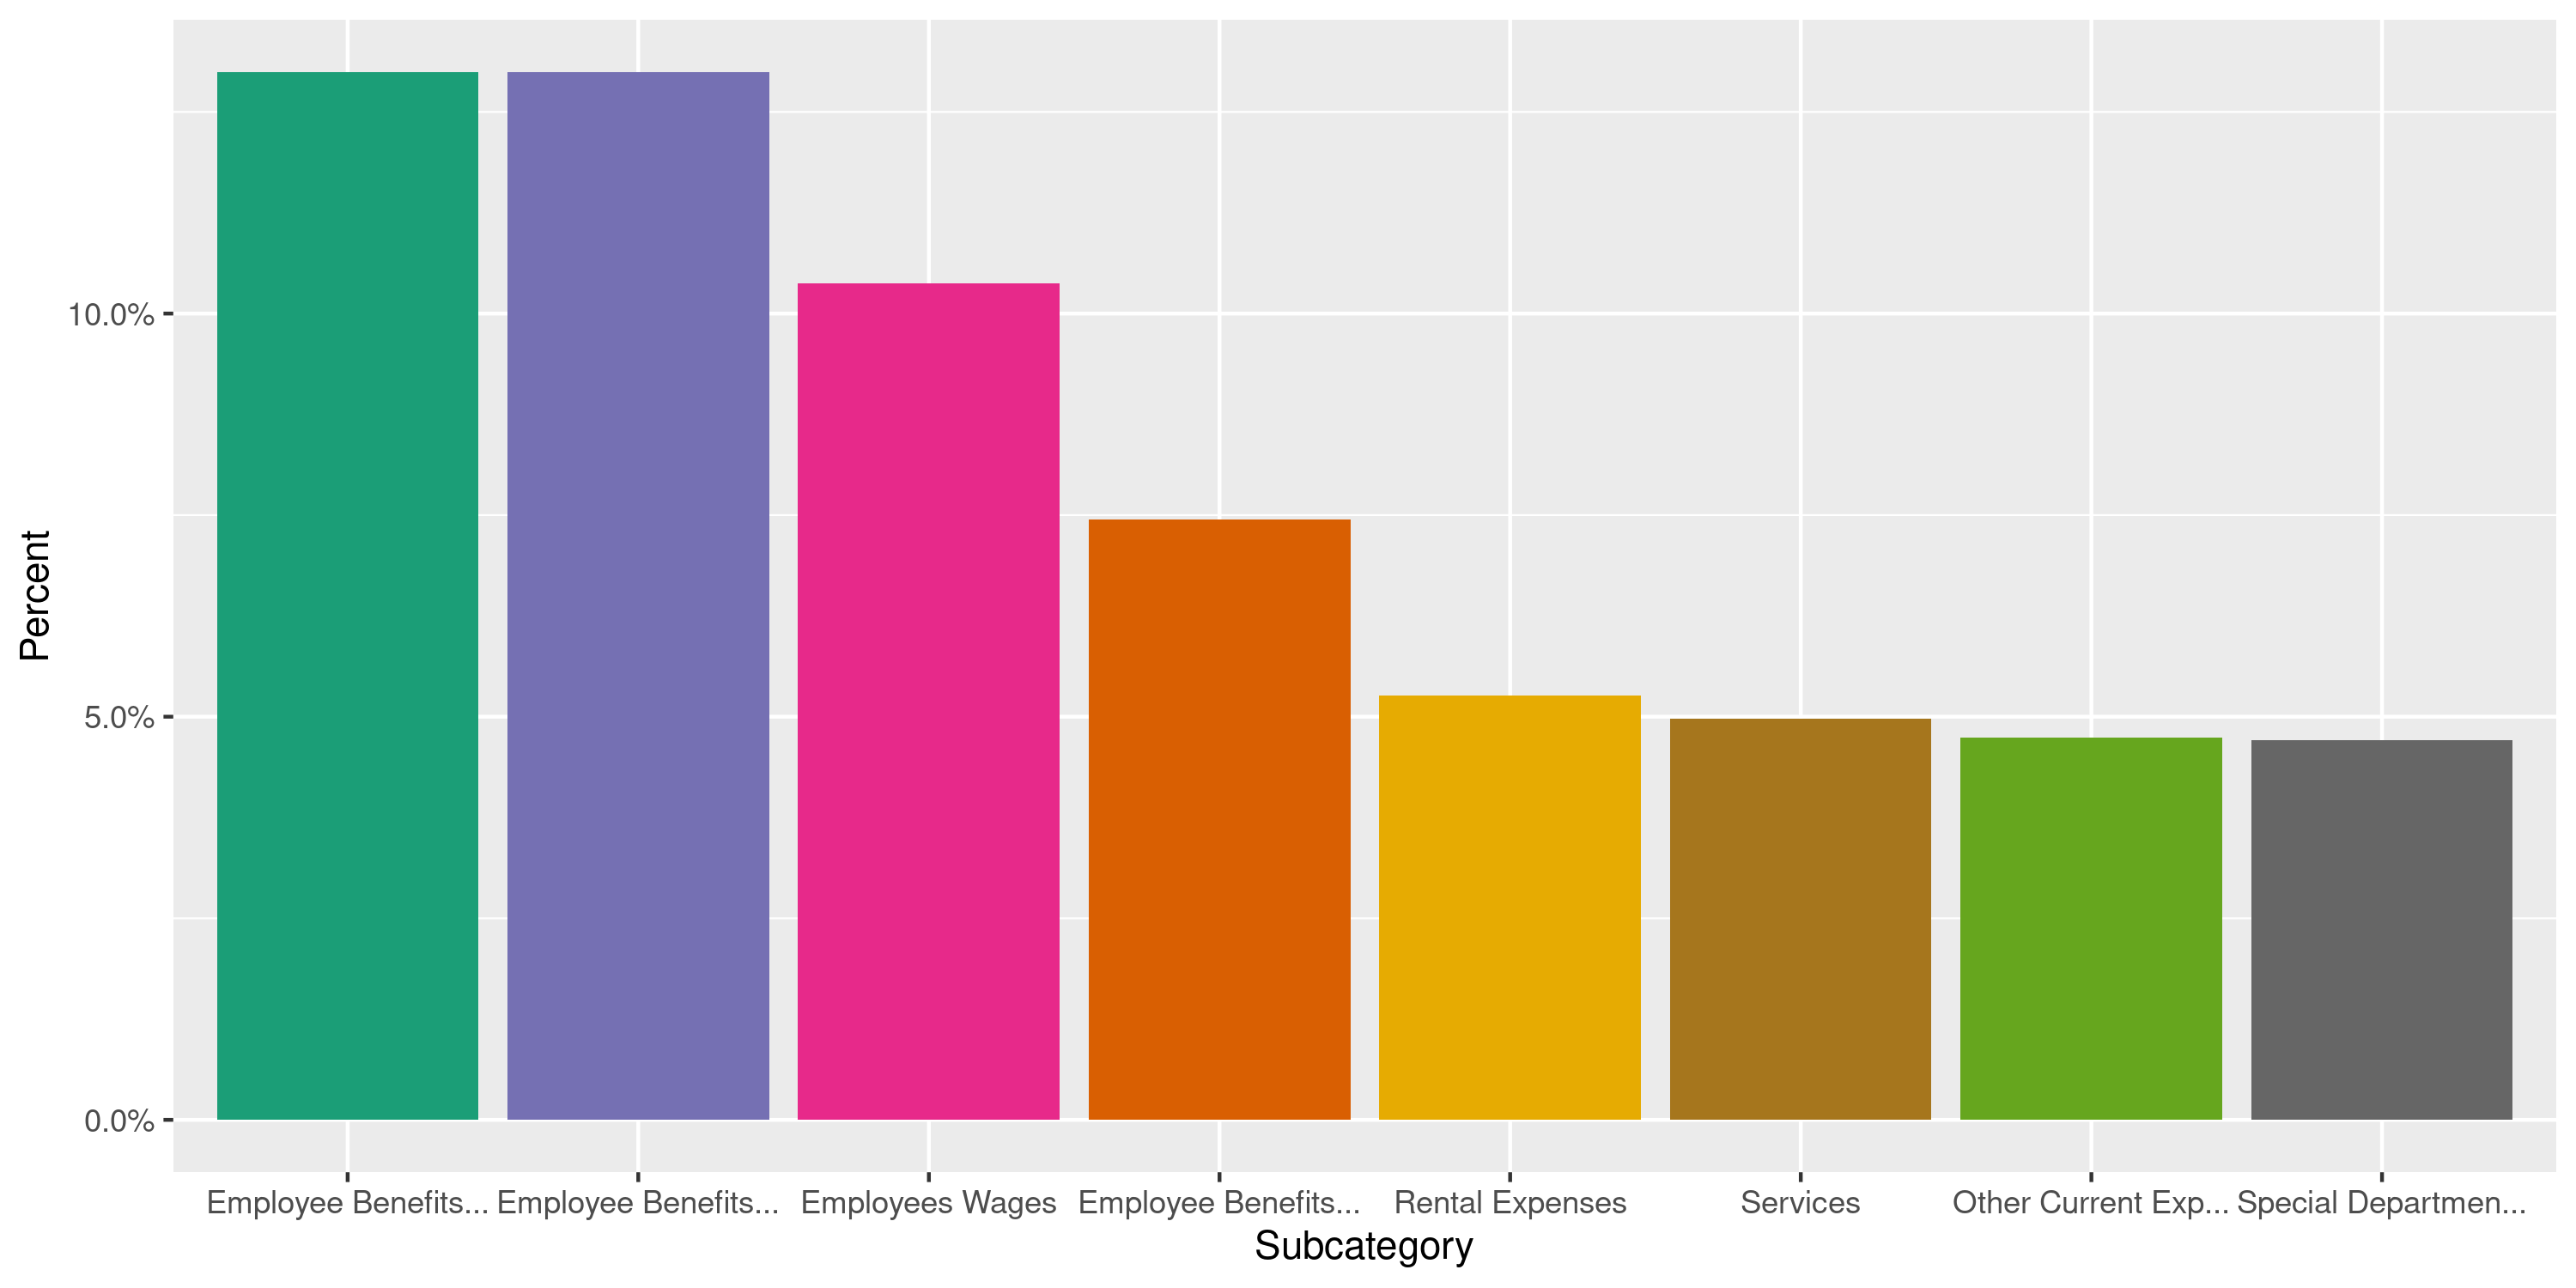 Percent
10.0%
5.0%
0.0%
Employee Benefits... Employee Benefits... Employees Wages Employee Benefits... Rental Expenses Services Other Current Exp... Special Departmen...
Subcategory